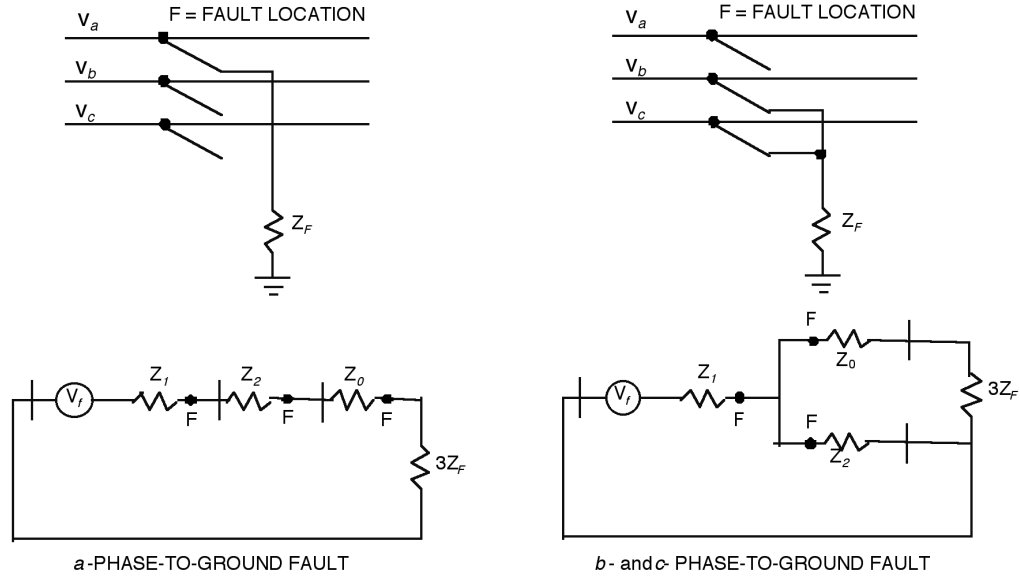 F = FAULT LOCATION
Va
Vb
Vc
ZF
F = FAULT LOCATION
Va
Vb
Vc
ZF
Vf
Z1
F
Z2
F
Z0
F
3ZF
a-PHASE-TO-GROUND FAULT
Vf
Z1
F
F
Z0
F
Z2
3ZF
b- andc- PHASE-TO-GROUND FAULT